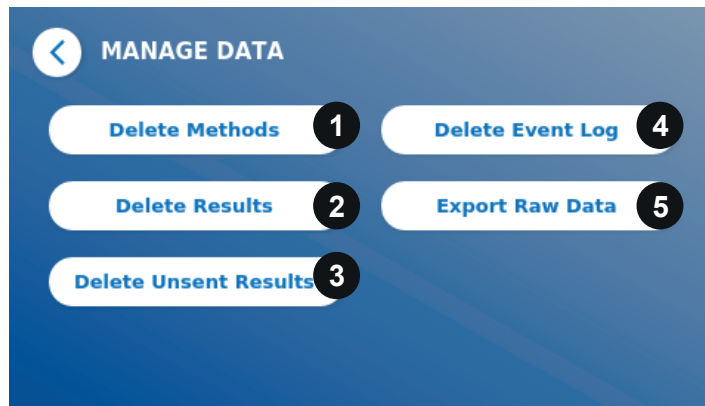 MANAGE DATA
Delete Methods 1
Delete Results 2
Delete Unsent Results 3
Delete Event Log 4
Export Raw Data 5